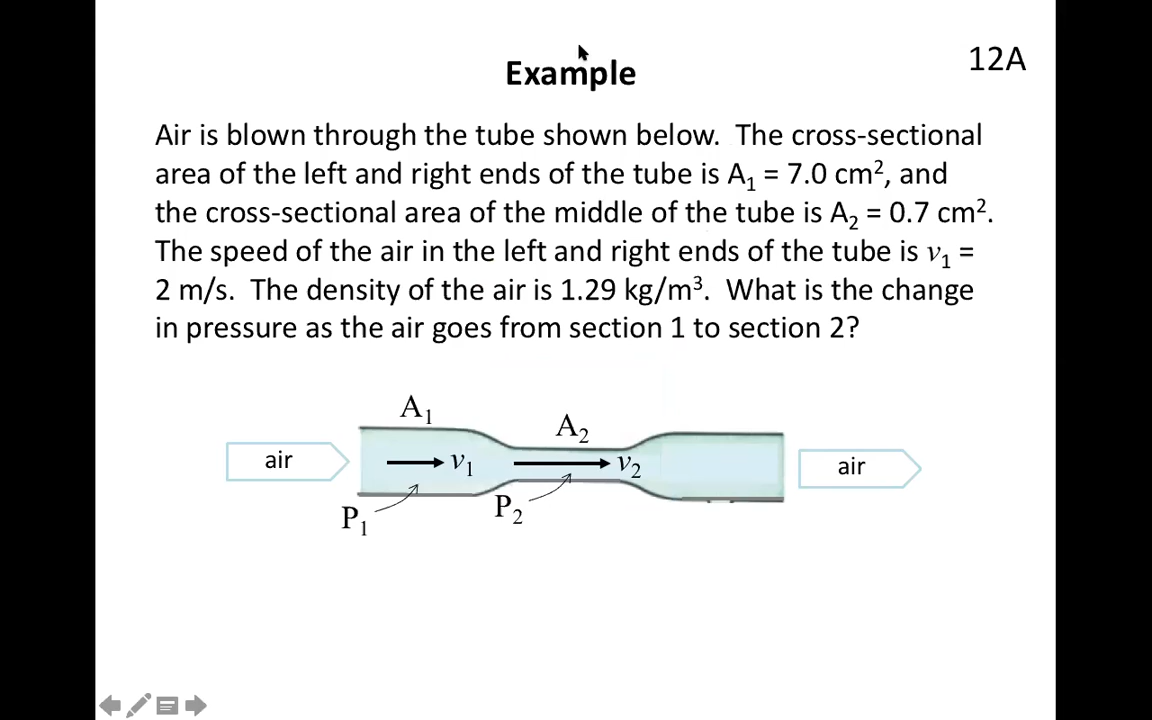 Example
12A
Air is blown through the tube shown below. The cross-sectional
area of the left and right ends of the tube is A₁ = 7.0 cm², and
the cross-sectional area of the middle of the tube is A₂ = 0.7 cm².
The speed of the air in the left and right ends of the tube is v₁ =
2 m/s. The density of the air is 1.29 kg/m³. What is the change
in pressure as the air goes from section 1 to section 2?
A₁
A₂
air
v₁
v₂
air
P₁
P₂